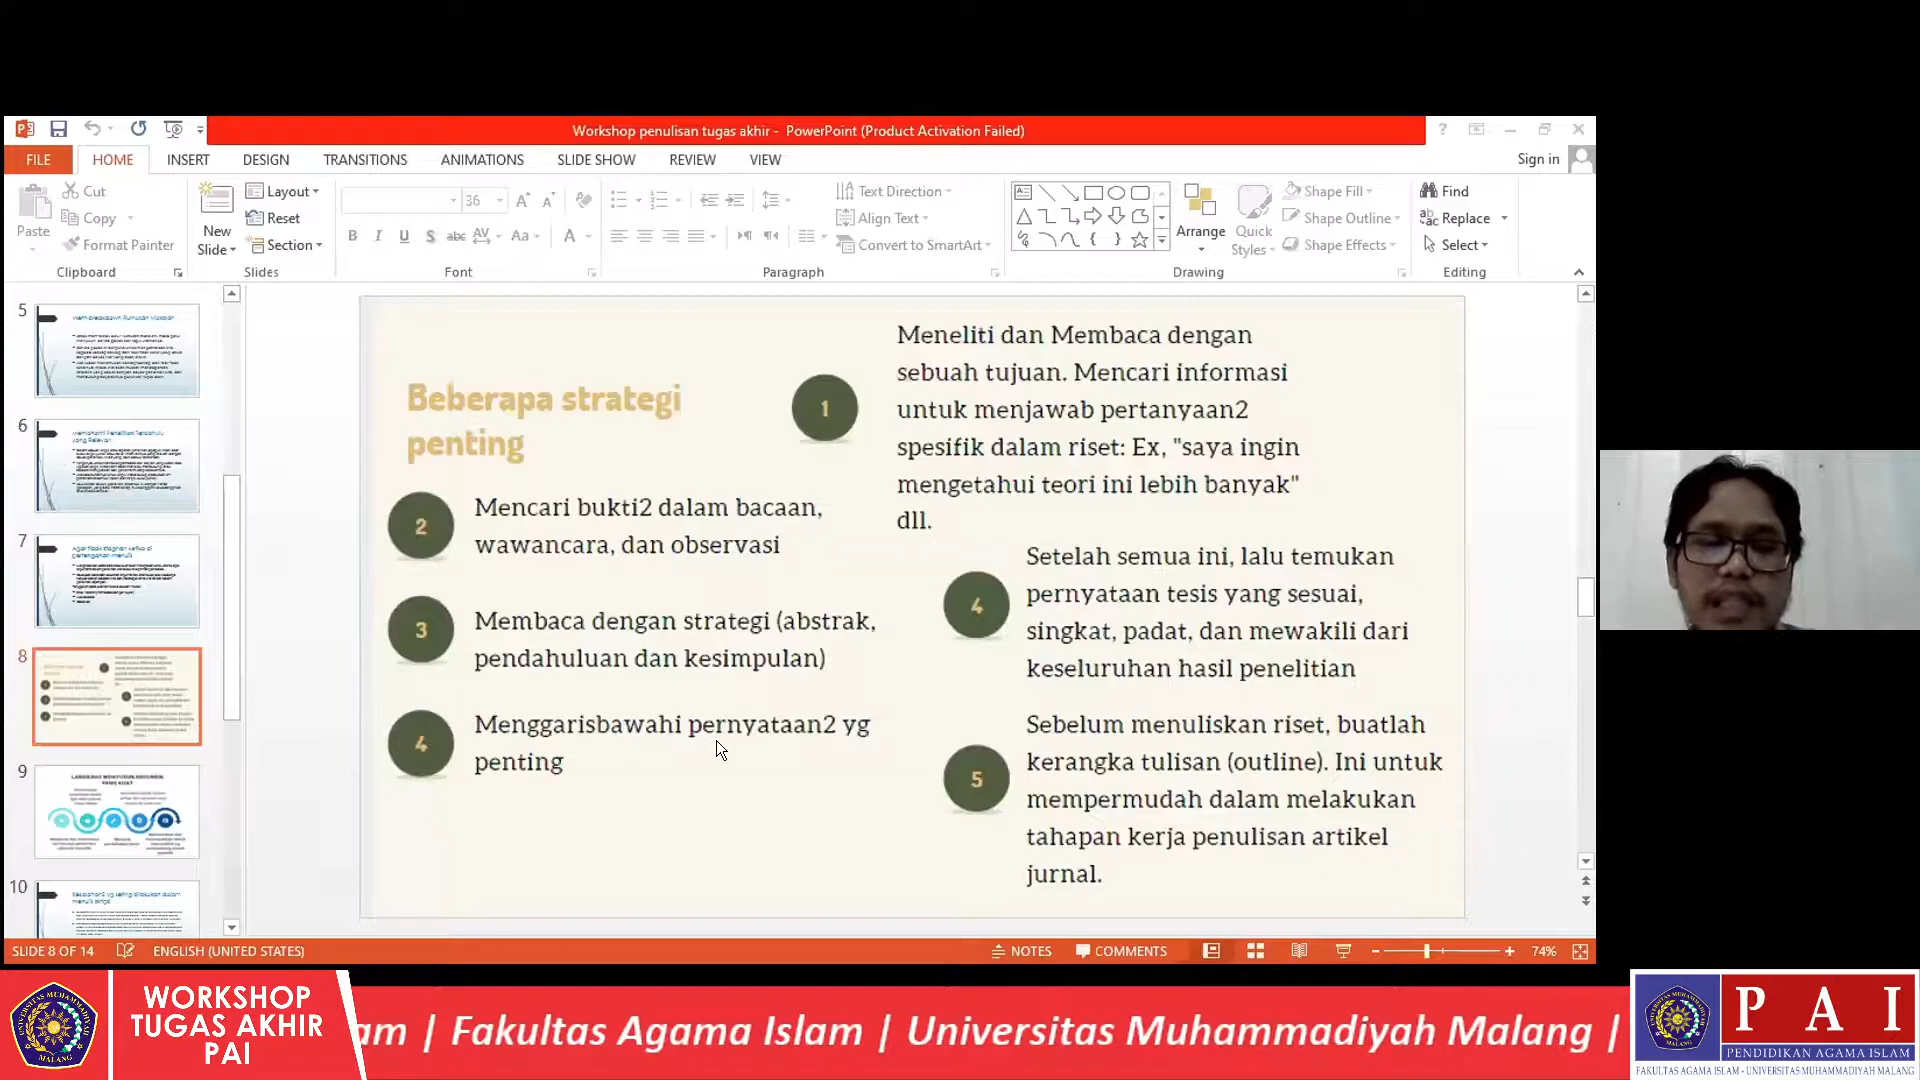 Workshop penulisan tugas akhir - PowerPoint (Product Activation Failed)
FILE
HOME
INSERT
DESIGN
TRANSITIONS
ANIMATIONS
SLIDE SHOW
REVIEW
VIEW
Sign in
Paste
Cut
Copy
Format Painter
Clipboard
New
Slide
Layout
Reset
Section
Slides
36
Font
Text Direction
Align Text
Convert to SmartArt
Paragraph
Arrange
Quick
Styles
Shape Fill
Shape Outline
Shape Effects
Drawing
Find
Replace
Select
Editing
5
6
7
8
9
10
Beberapa strategi
penting
1
Meneliti dan Membaca dengan
sebuah tujuan. Mencari informasi
untuk menjawab pertanyaan2
spesifik dalam riset: Ex, "saya ingin
mengetahui teori ini lebih banyak"
dll.
2
Mencari bukti2 dalam bacaan,
wawancara, dan observasi
3
Membaca dengan strategi (abstrak,
pendahuluan dan kesimpulan)
4
Menggarisbawahi pernyataan2 yg
penting
4
Setelah semua ini, lalu temukan
pernyataan tesis yang sesuai,
singkat, padat, dan mewakili dari
keseluruhan hasil penelitian
5
Sebelum menuliskan riset, buatlah
kerangka tulisan (outline). Ini untuk
mempermudah dalam melakukan
tahapan kerja penulisan artikel
jurnal.
SLIDE 8 OF 14
ENGLISH (UNITED STATES)
NOTES
COMMENTS
74%
WORKSHOP
TUGAS AKHIR
PAI
am | Fakultas Agama Islam | Universitas Muhammadiyah Malang |
PAI
PENDIDIKAN AGAMA ISLAM
FAKULTAS AGAMA ISLAM - UNIVERSITAS MUHAMMADIYAH MALANG